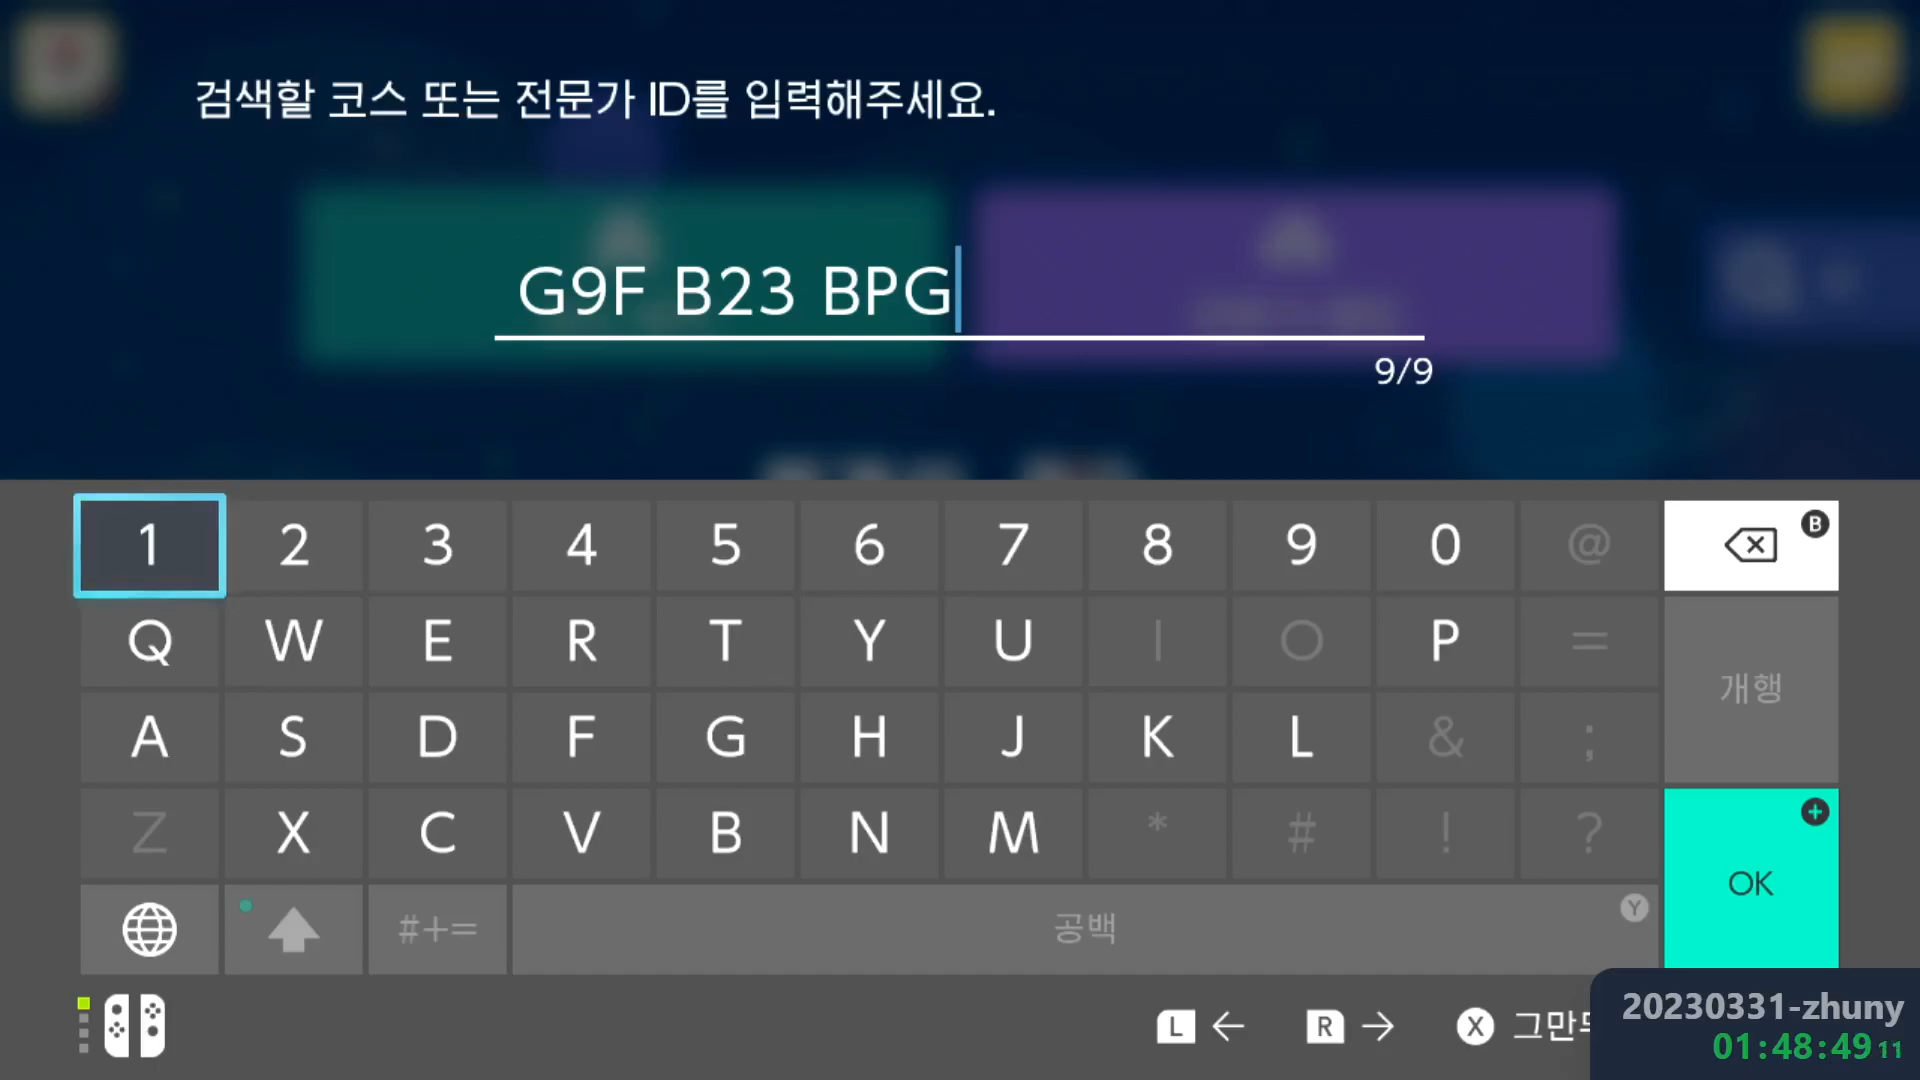 검색할 코스 또는 전문가 ID를 입력해주세요.
G9F B23 BPG
9/9
1 2 3 4 5 6 7 8 9 0 @ B
Q W E R T Y U I O P =
개행
A S D F G H J K L & ;
Z X C V B N M * # ! ? +
OK
#+= 공백 Y
L ← R → X
20230331-zhuny
01:48:49 11